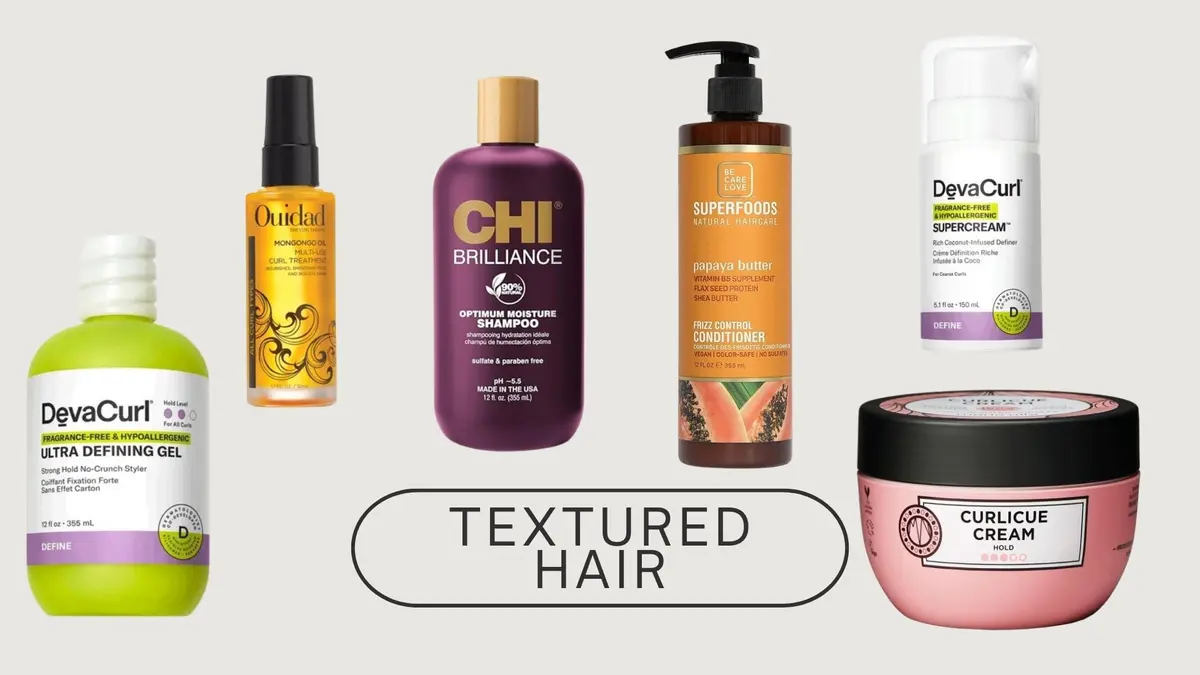 DevaCurl
Hold Level
For All Curls
FRAGRANCE-FREE & HYPOALLERGENIC
ULTRA DEFINING GEL
Strong Hold No-Crunch Styler
Coiffant Fixation Forte
Sans Effet Carton
12 fl oz • 355 mL
D
DEFINE
Ouidad
MONGONGO OIL
MULTI-USE
CURL TREATMENT
CHI®
BRILLIANCE
90%
NATURAL
OPTIMUM MOISTURE
SHAMPOO
shampooing hydratation idéale
champú de humectación óptima
sulfate & paraben free
pH ~5.5
MADE IN THE USA
12 fl. oz. (355 mL)
BE
CARE
LOVE
SUPERFOODS
NATURAL HAIRCARE
papaya butter
VITAMIN B5 SUPPLEMENT
FLAX SEED PROTEIN
SHEA BUTTER
FRIZZ CONTROL
CONDITIONER
VEGAN | COLOR-SAFE | NO SULFATES
12 FL OZ ℮ 355 mL
DevaCurl
FRAGRANCE-FREE
& HYPOALLERGENIC
SUPERCREAM™
Rich Coconut-Infused Definer
Crème Définition Riche
Infusée à la Coco
For Coarse Curls
5.1 fl oz • 150 mL
D
DEFINE
CURLICUE
CREAM
HOLD
TEXTURED
HAIR